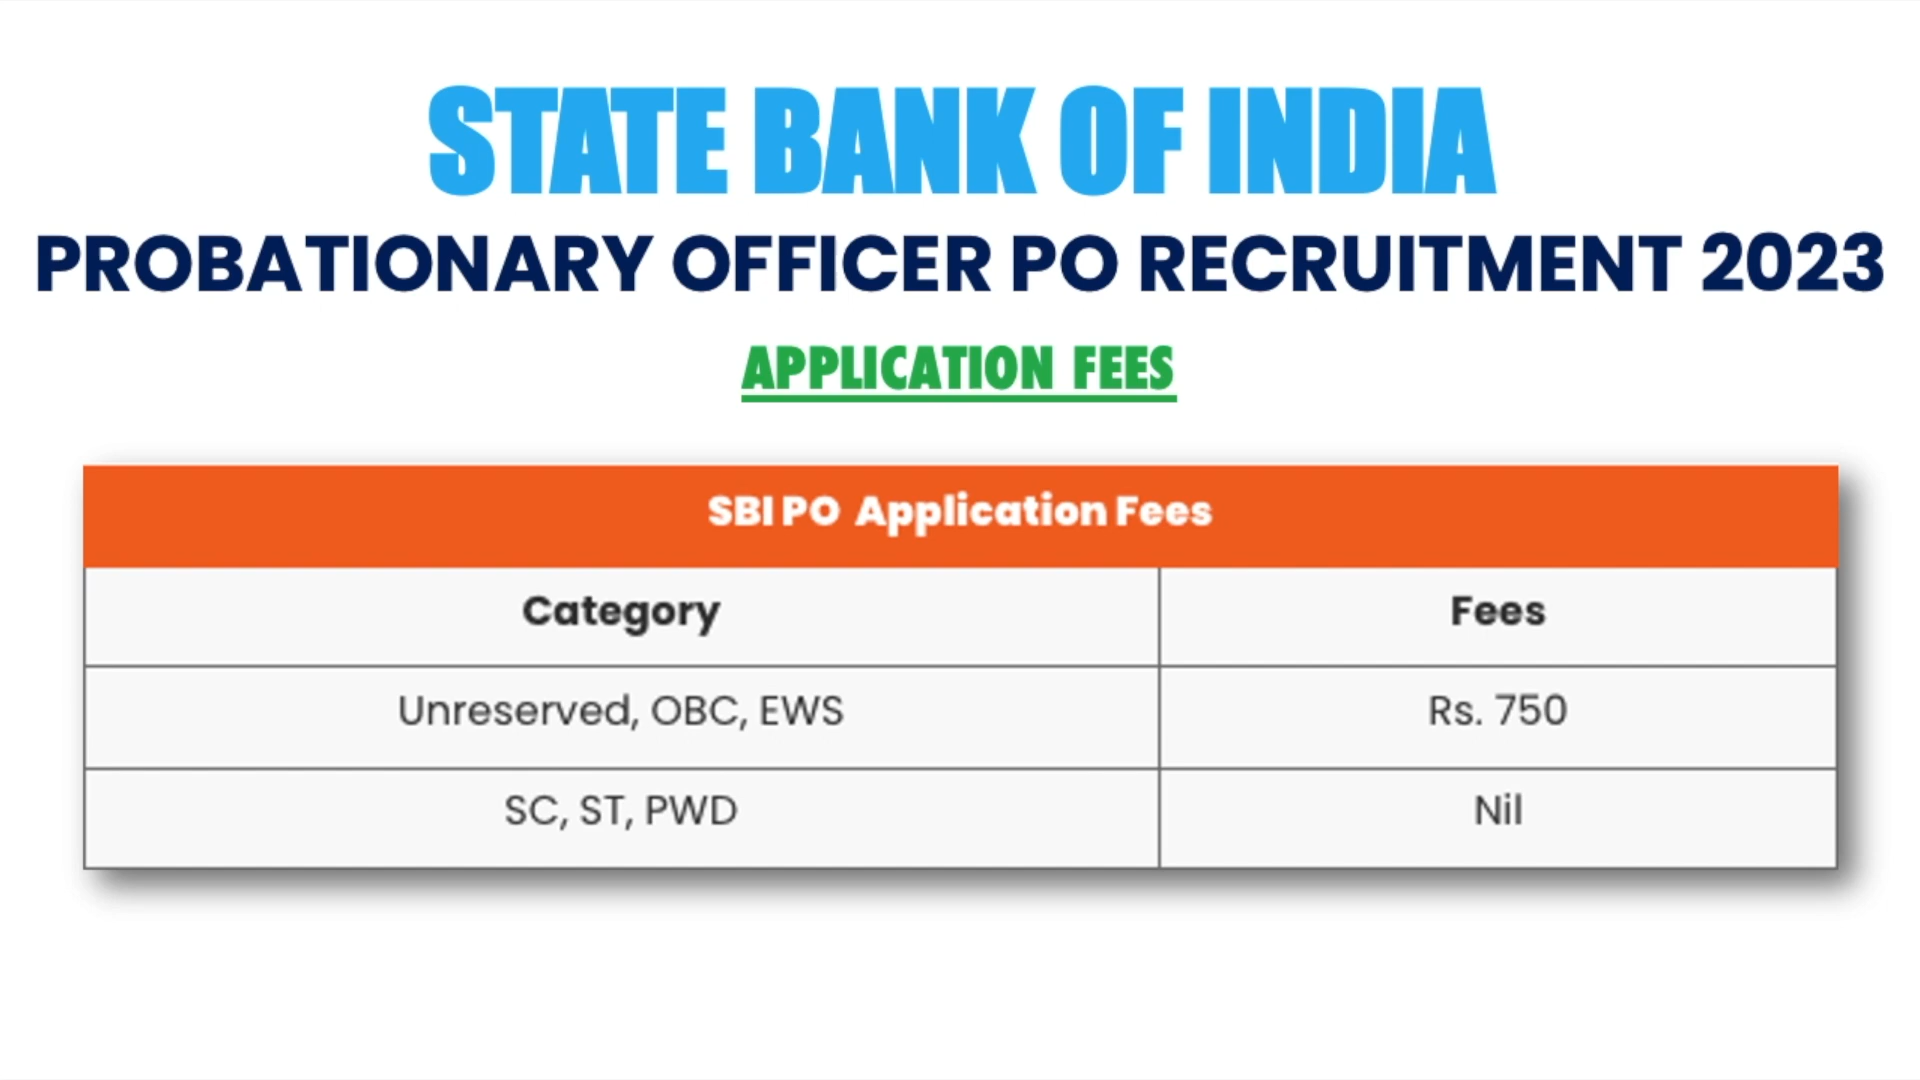 STATE BANK OF INDIA
PROBATIONARY OFFICER PO RECRUITMENT 2023
APPLICATION FEES
SBI PO Application Fees
Category Fees
Unreserved, OBC, EWS Rs. 750
SC, ST, PWD Nil